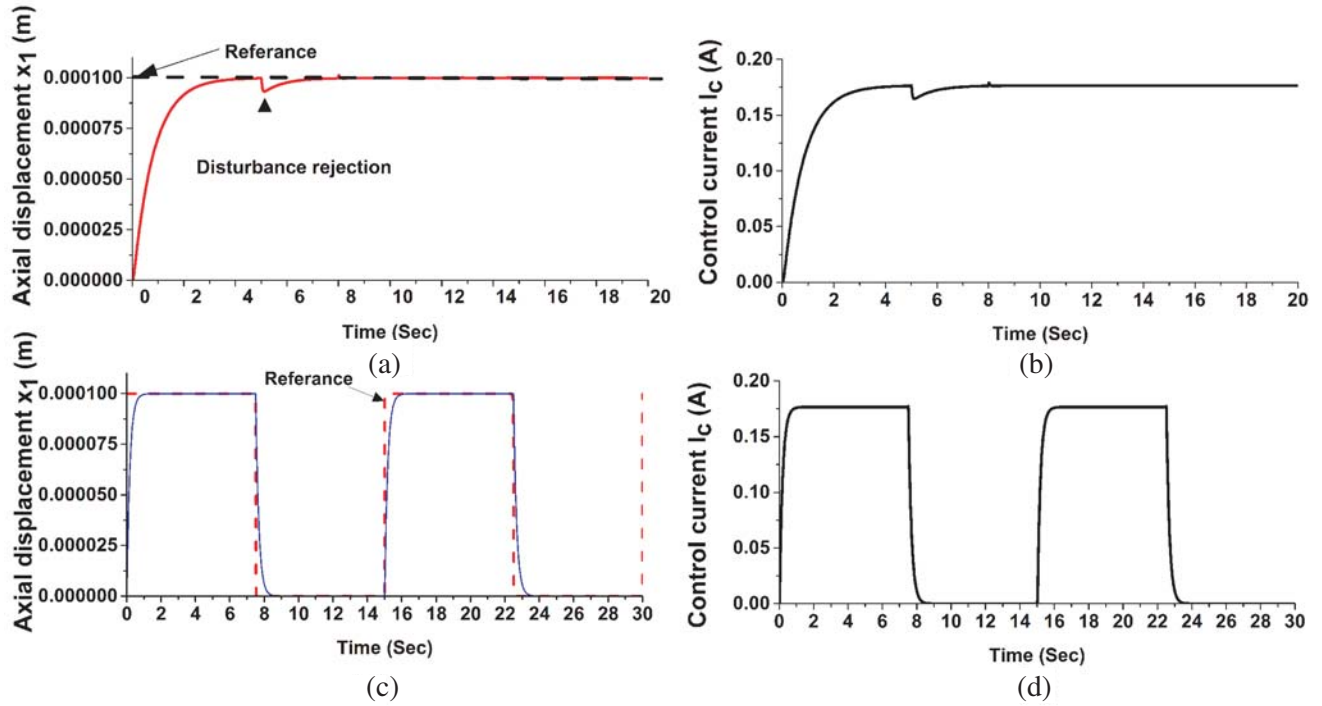 Axial displacement x1 (m)
Referance
0.000100
0.000075
0.000050
0.000025
0.000000
Disturbance rejection
0 2 4 6 8 10 12 14 16 18 20
Time (Sec)
(a)
Control current IC (A)
0.20
0.15
0.10
0.05
0.00
0 2 4 6 8 10 12 14 16 18 20
Time (Sec)
(b)
Axial displacement x1 (m)
Referance
0.000100
0.000075
0.000050
0.000025
0.000000
0 2 4 6 8 10 12 14 16 18 20 22 24 26 28 30
Time (Sec)
(c)
Control current IC (A)
0.20
0.15
0.10
0.05
0.00
0 2 4 6 8 10 12 14 16 18 20 22 24 26 28 30
Time (Sec)
(d)